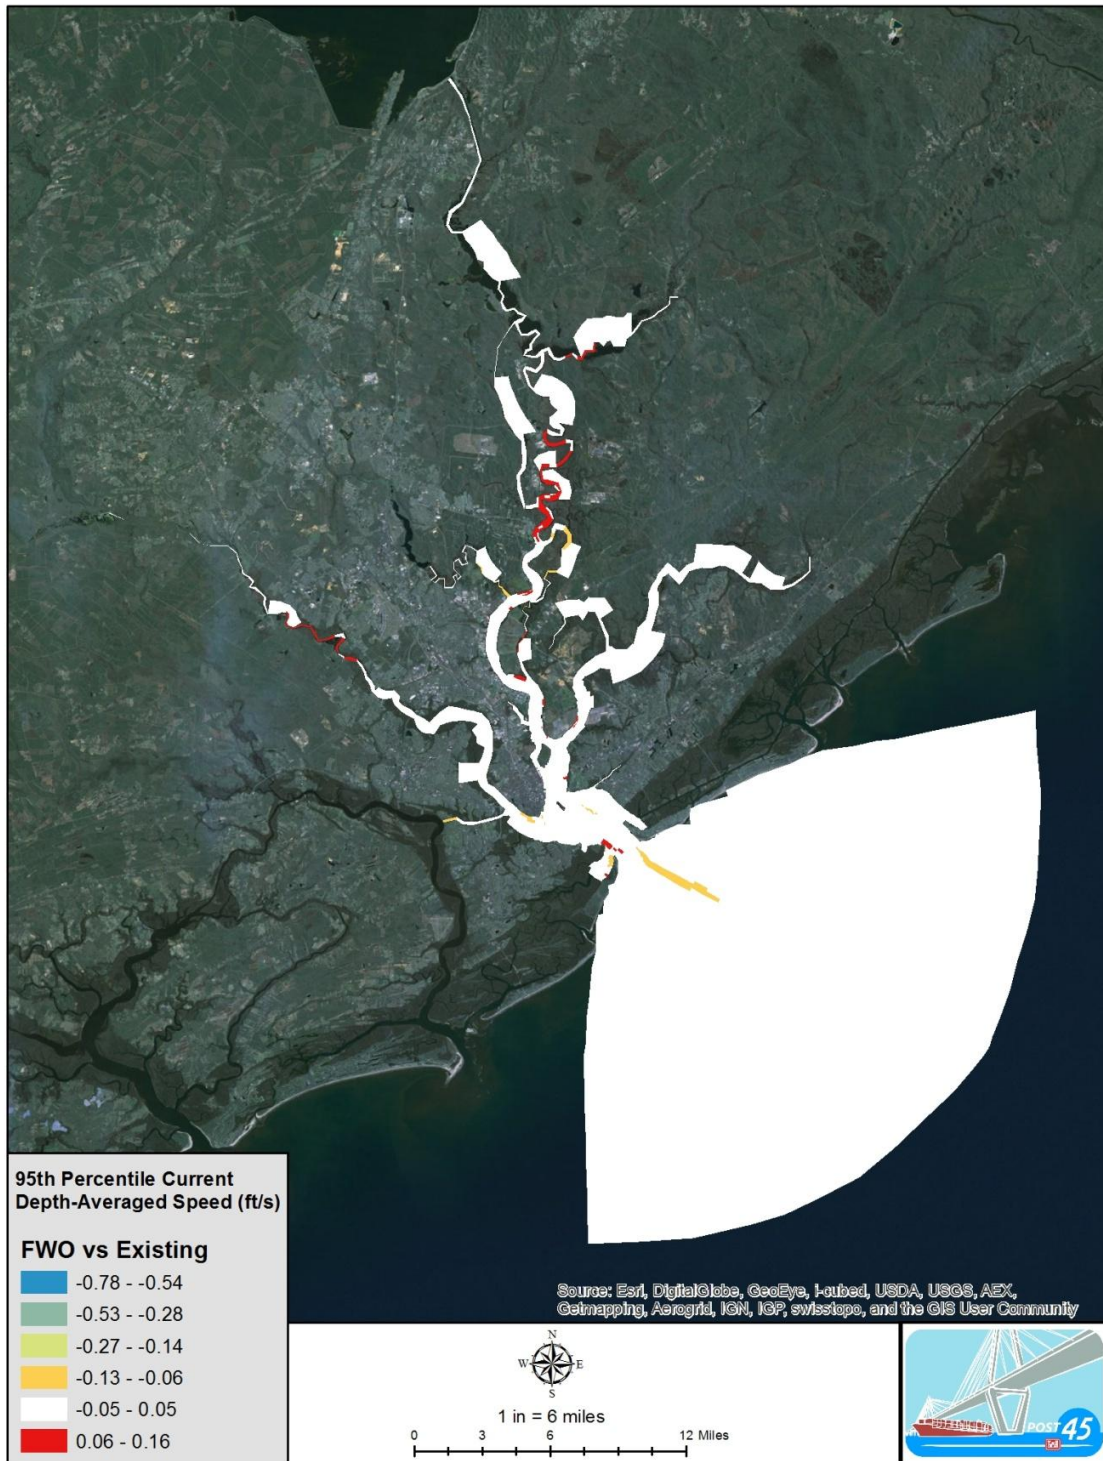 95th Percentile Current
Depth-Averaged Speed (ft/s)
FWO vs Existing
-0.78 - -0.54
-0.53 - -0.28
-0.27 - -0.14
-0.13 - -0.06
-0.05 - 0.05
0.06 - 0.16
Source: Esri, DigitalGlobe, GeoEye, i-cubed, USDA, USGS, AEX,
Getmapping, Aerogrid, IGN, IGP, swisstopo, and the GIS User Community
N
W E
S
1 in = 6 miles
0 3 6 12 Miles
POST 45